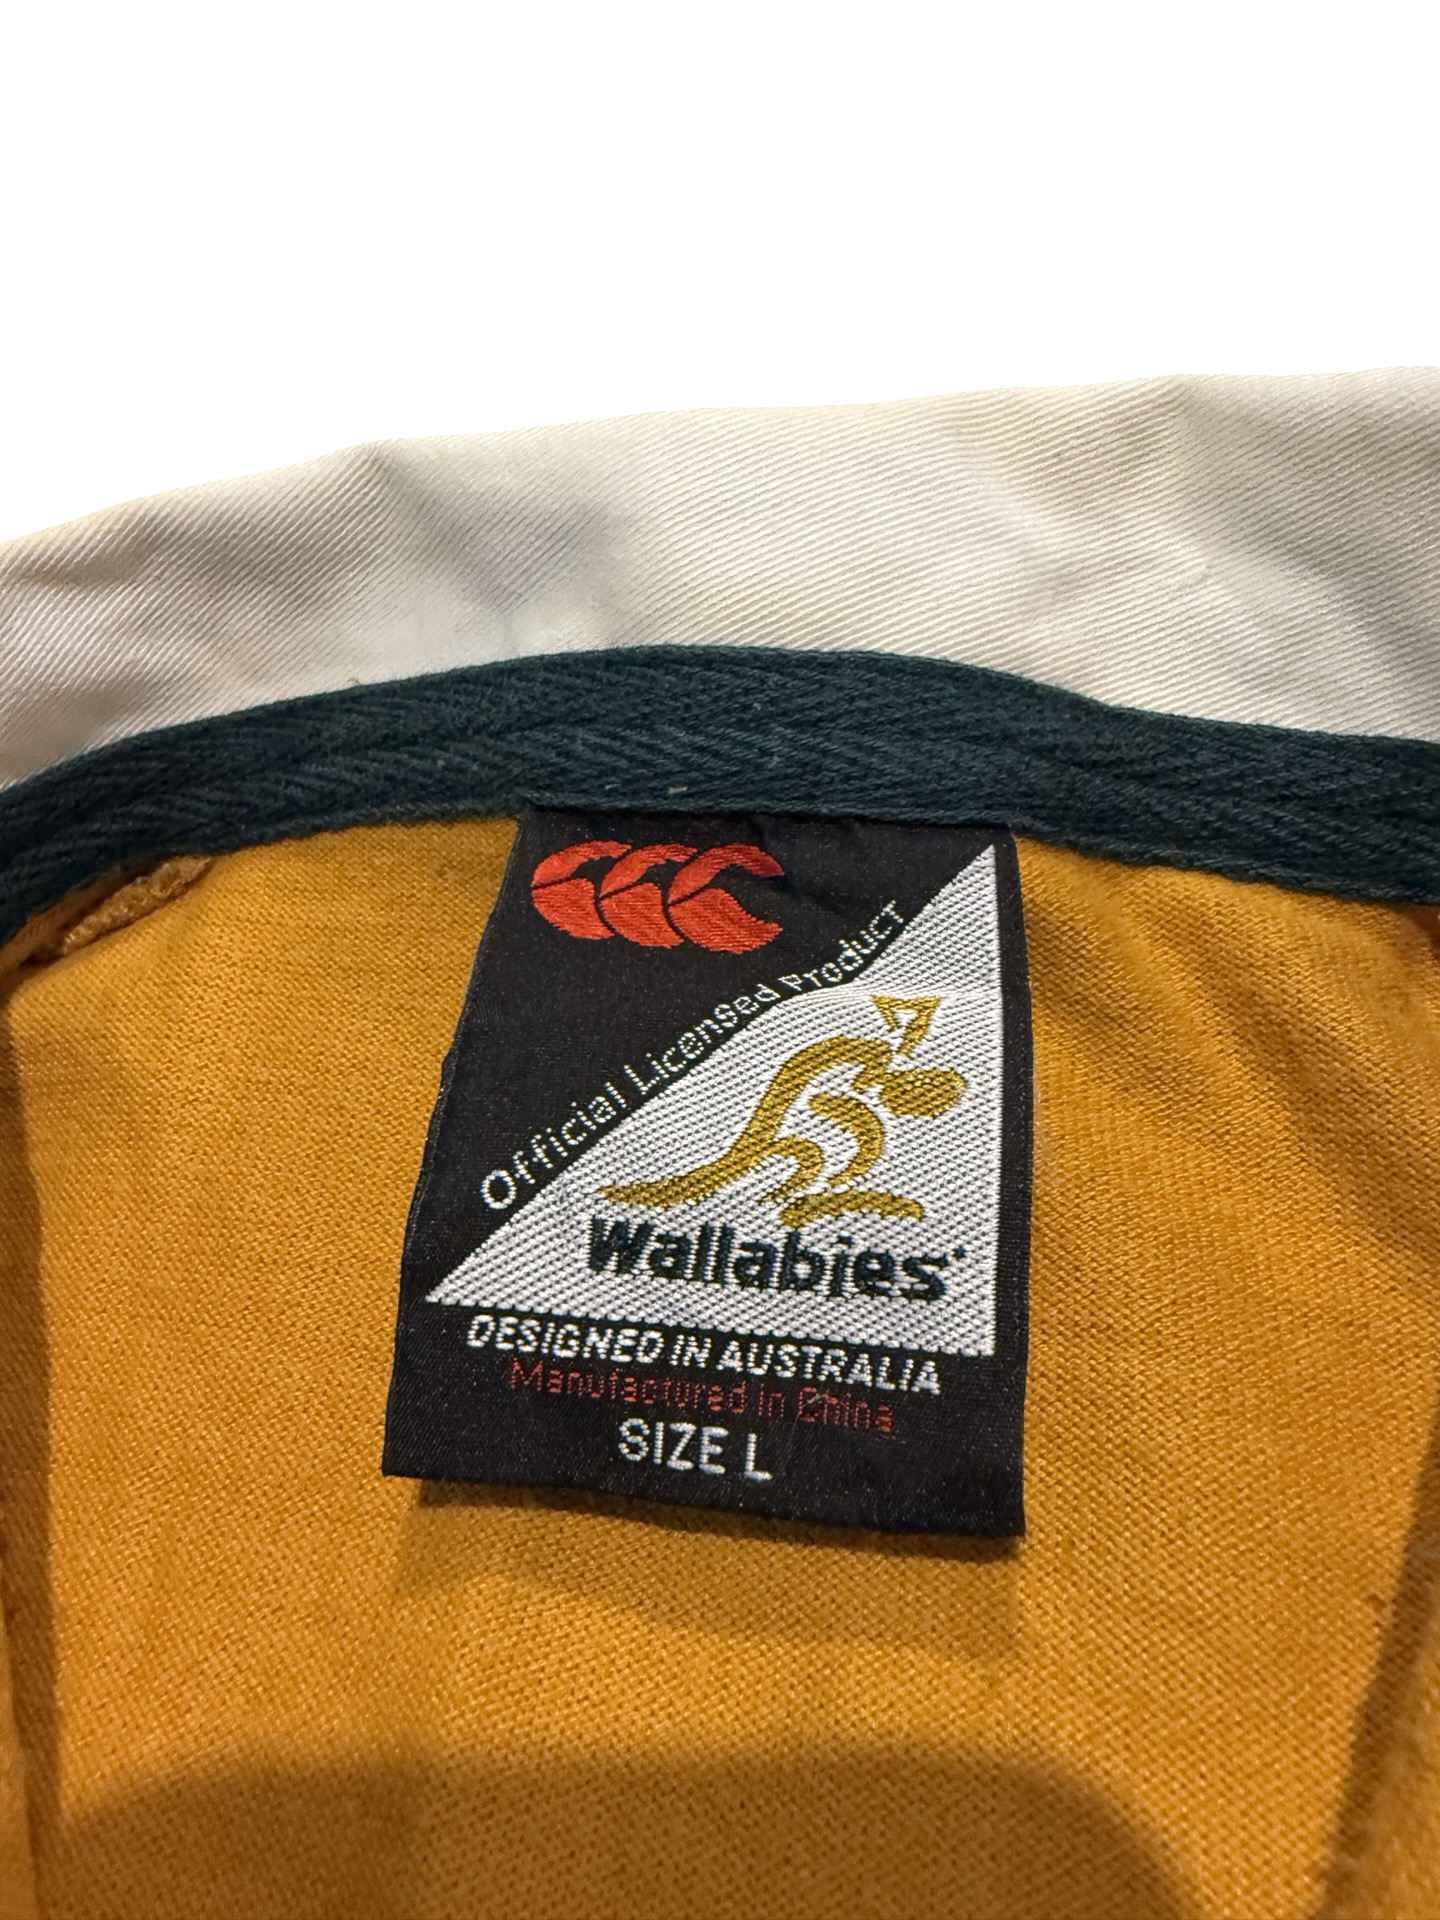 Official Licensed Product
Wallabies
DESIGNED IN AUSTRALIA
Manufactured in China
SIZE L